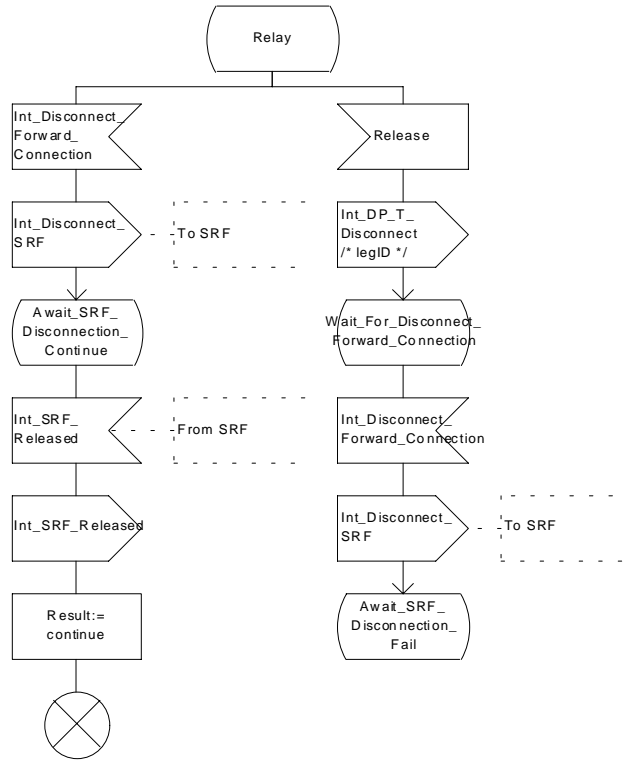 Relay
Int_Disconnect_
Forward_
Connection
Int_Disconnect_
SRF
To SRF
Await_SRF_
Disconnection_
Continue
Int_SRF_
Released
From SRF
Int_SRF_Released
Result:=
continue
Release
Int_DP_T_
Disconnect
/* legID */
Wait_For_Disconnect_
Forward_Connection
Int_Disconnect_
Forward_Connection
Int_Disconnect_
SRF
To SRF
Await_SRF_
Disconnection_
Fail